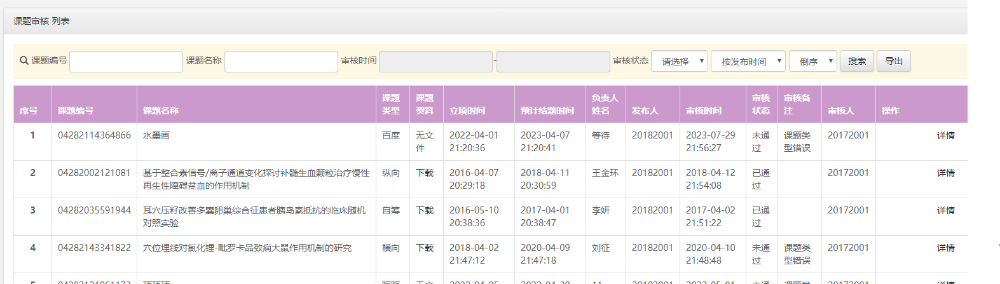 课题审核 列表
课题编号 课题名称 审核时间 - 审核状态 请选择 按发布时间 倒序 搜索 导出
序号 课题编号 课题名称 课题类型 课题资料 立项时间 预计结题时间 负责人姓名 发布人 审核时间 审核状态 审核备注 审核人 操作
1 04282114364866 水墨画 百度 无文件 2022-04-01 21:20:36 2023-04-07 21:20:41 等待 20182001 2023-07-29 21:56:27 未通过 课题类型错误 20172001 详情
2 04282002121081 基于整合素信号/离子通道变化探讨补髓生血颗粒治疗慢性再生性障碍贫血的作用机制 纵向 下载 2016-04-07 20:29:18 2018-04-11 20:30:59 王金环 20182001 2018-04-12 21:54:08 已通过 20172001 详情
3 04282035591944 耳穴压籽改善多囊卵巢综合征患者胰岛素抵抗的临床随机对照实验 自筹 下载 2016-05-10 20:38:36 2017-04-01 20:38:47 李妍 20182001 2017-04-02 21:51:22 已通过 20172001 详情
4 04282143341822 穴位埋线对氯化锂-毗罗卡品致痫大鼠作用机制的研究 横向 下载 2018-04-02 21:47:12 2020-04-09 21:47:18 刘征 20182001 2020-04-10 21:48:48 未通过 课题类型错误 20172001 详情